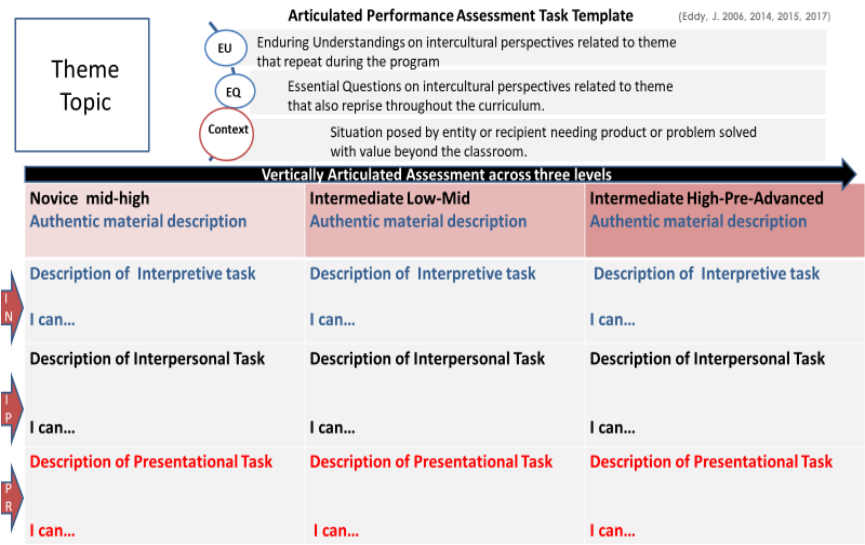 Articulated Performance Assessment Task Template
(Eddy, J. 2006, 2014, 2015, 2017)
Theme
Topic
EU
Enduring Understandings on intercultural perspectives related to theme
that repeat during the program
EQ
Essential Questions on intercultural perspectives related to theme
that also reprise throughout the curriculum.
Context
Situation posed by entity or recipient needing product or problem solved
with value beyond the classroom.
Vertically Articulated Assessment across three levels
Novice mid-high
Authentic material description
Intermediate Low-Mid
Authentic material description
Intermediate High-Pre-Advanced
Authentic material description
I
N
Description of Interpretive task
I can...
Description of Interpretive task
I can...
Description of Interpretive task
I can...
I
P
Description of Interpersonal Task
I can...
Description of Interpersonal Task
I can...
Description of Interpersonal Task
I can...
P
R
Description of Presentational Task
I can...
Description of Presentational Task
I can...
Description of Presentational Task
I can...